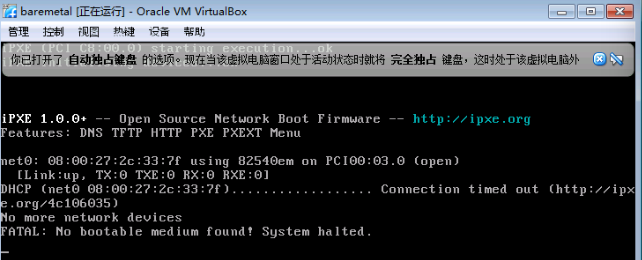 baremetal [正在运行] - Oracle VM VirtualBox
管理 控制 视图 热键 设备 帮助
iPXE (PCI C8:00.0) starting execution...ok
你已打开了 自动独占键盘 的选项。现在当该虚拟电脑窗口处于活动状态时就将 完全独占 键盘，这时处于该虚拟电脑外
iPXE 1.0.0+ -- Open Source Network Boot Firmware -- http://ipxe.org
Features: DNS TFTP HTTP PXE PXEXT Menu
net0: 08:00:27:2c:33:7f using 82540em on PCI00:03.0 (open)
[Link:up, TX:0 TXE:0 RX:0 RXE:0]
DHCP (net0 08:00:27:2c:33:7f)................. Connection timed out (http://ipx
e.org/4c106035)
No more network devices
FATAL: No bootable medium found! System halted.